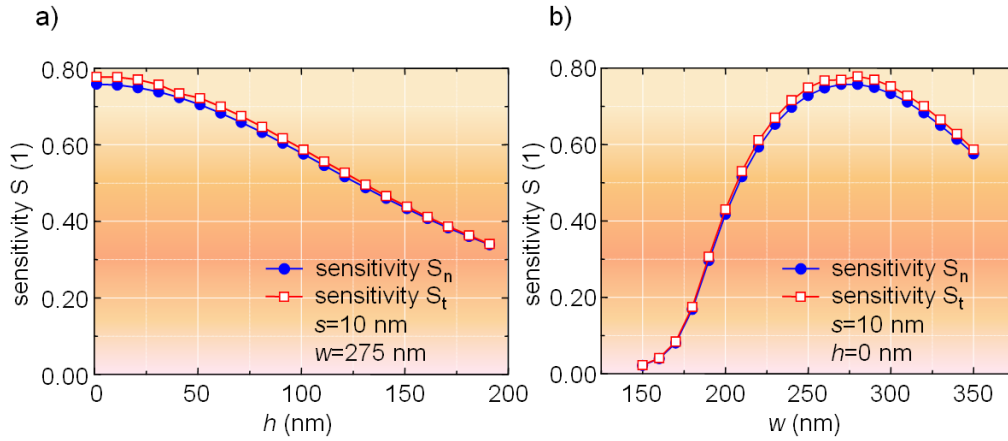 a)
sensitivity S (1)
0.80
0.60
0.40
0.20
0.00
0 50 100 150 200
h (nm)
sensitivity Sn
sensitivity St
s=10 nm
w=275 nm
b)
sensitivity S (1)
0.80
0.60
0.40
0.20
0.00
150 200 250 300 350
w (nm)
sensitivity Sn
sensitivity St
s=10 nm
h=0 nm